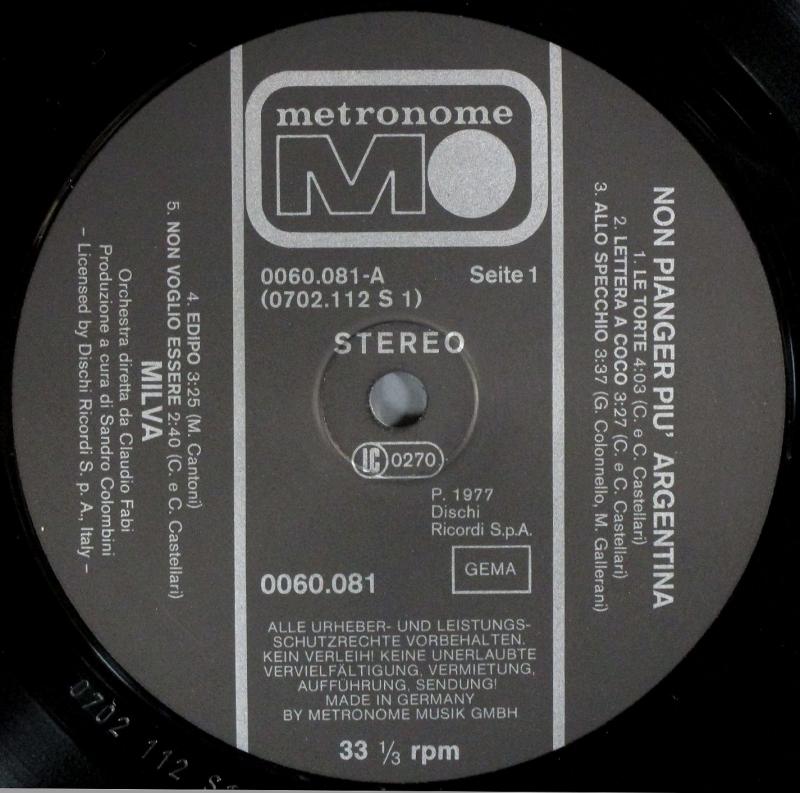 metronome
0060.081-A
Seite 1
(0702.112 S 1)
STEREO
LC 0270
P. 1977
Dischi
Ricordi S.p.A.
GEMA
0060.081
ALLE URHEBER- UND LEISTUNGS-
SCHUTZRECHTE VORBEHALTEN.
KEIN VERLEIH! KEINE UNERLAUBTE
VERVIELFÄLTIGUNG, VERMIETUNG,
AUFFÜHRUNG, SENDUNG!
MADE IN GERMANY
BY METRONOME MUSIK GMBH
33 ⅓ rpm
NON PIANGER PIU' ARGENTINA
1. LE TORTE 4:03 (C. e C. Castellari)
2. LETTERA A COCO 3:27 (C. e C. Castellari)
3. ALLO SPECCHIO 3:37 (G. Colonnello, M. Gallerani)
4. EDIPO 3:25 (M. Cantoni)
5. NON VOGLIO ESSERE 2:40 (C. e C. Castellari)
MILVA
Orchestra diretta da Claudio Fabi
Produzione a cura di Sandro Colombini
– Licensed by Dischi Ricordi S. p. A., Italy –
0702 112